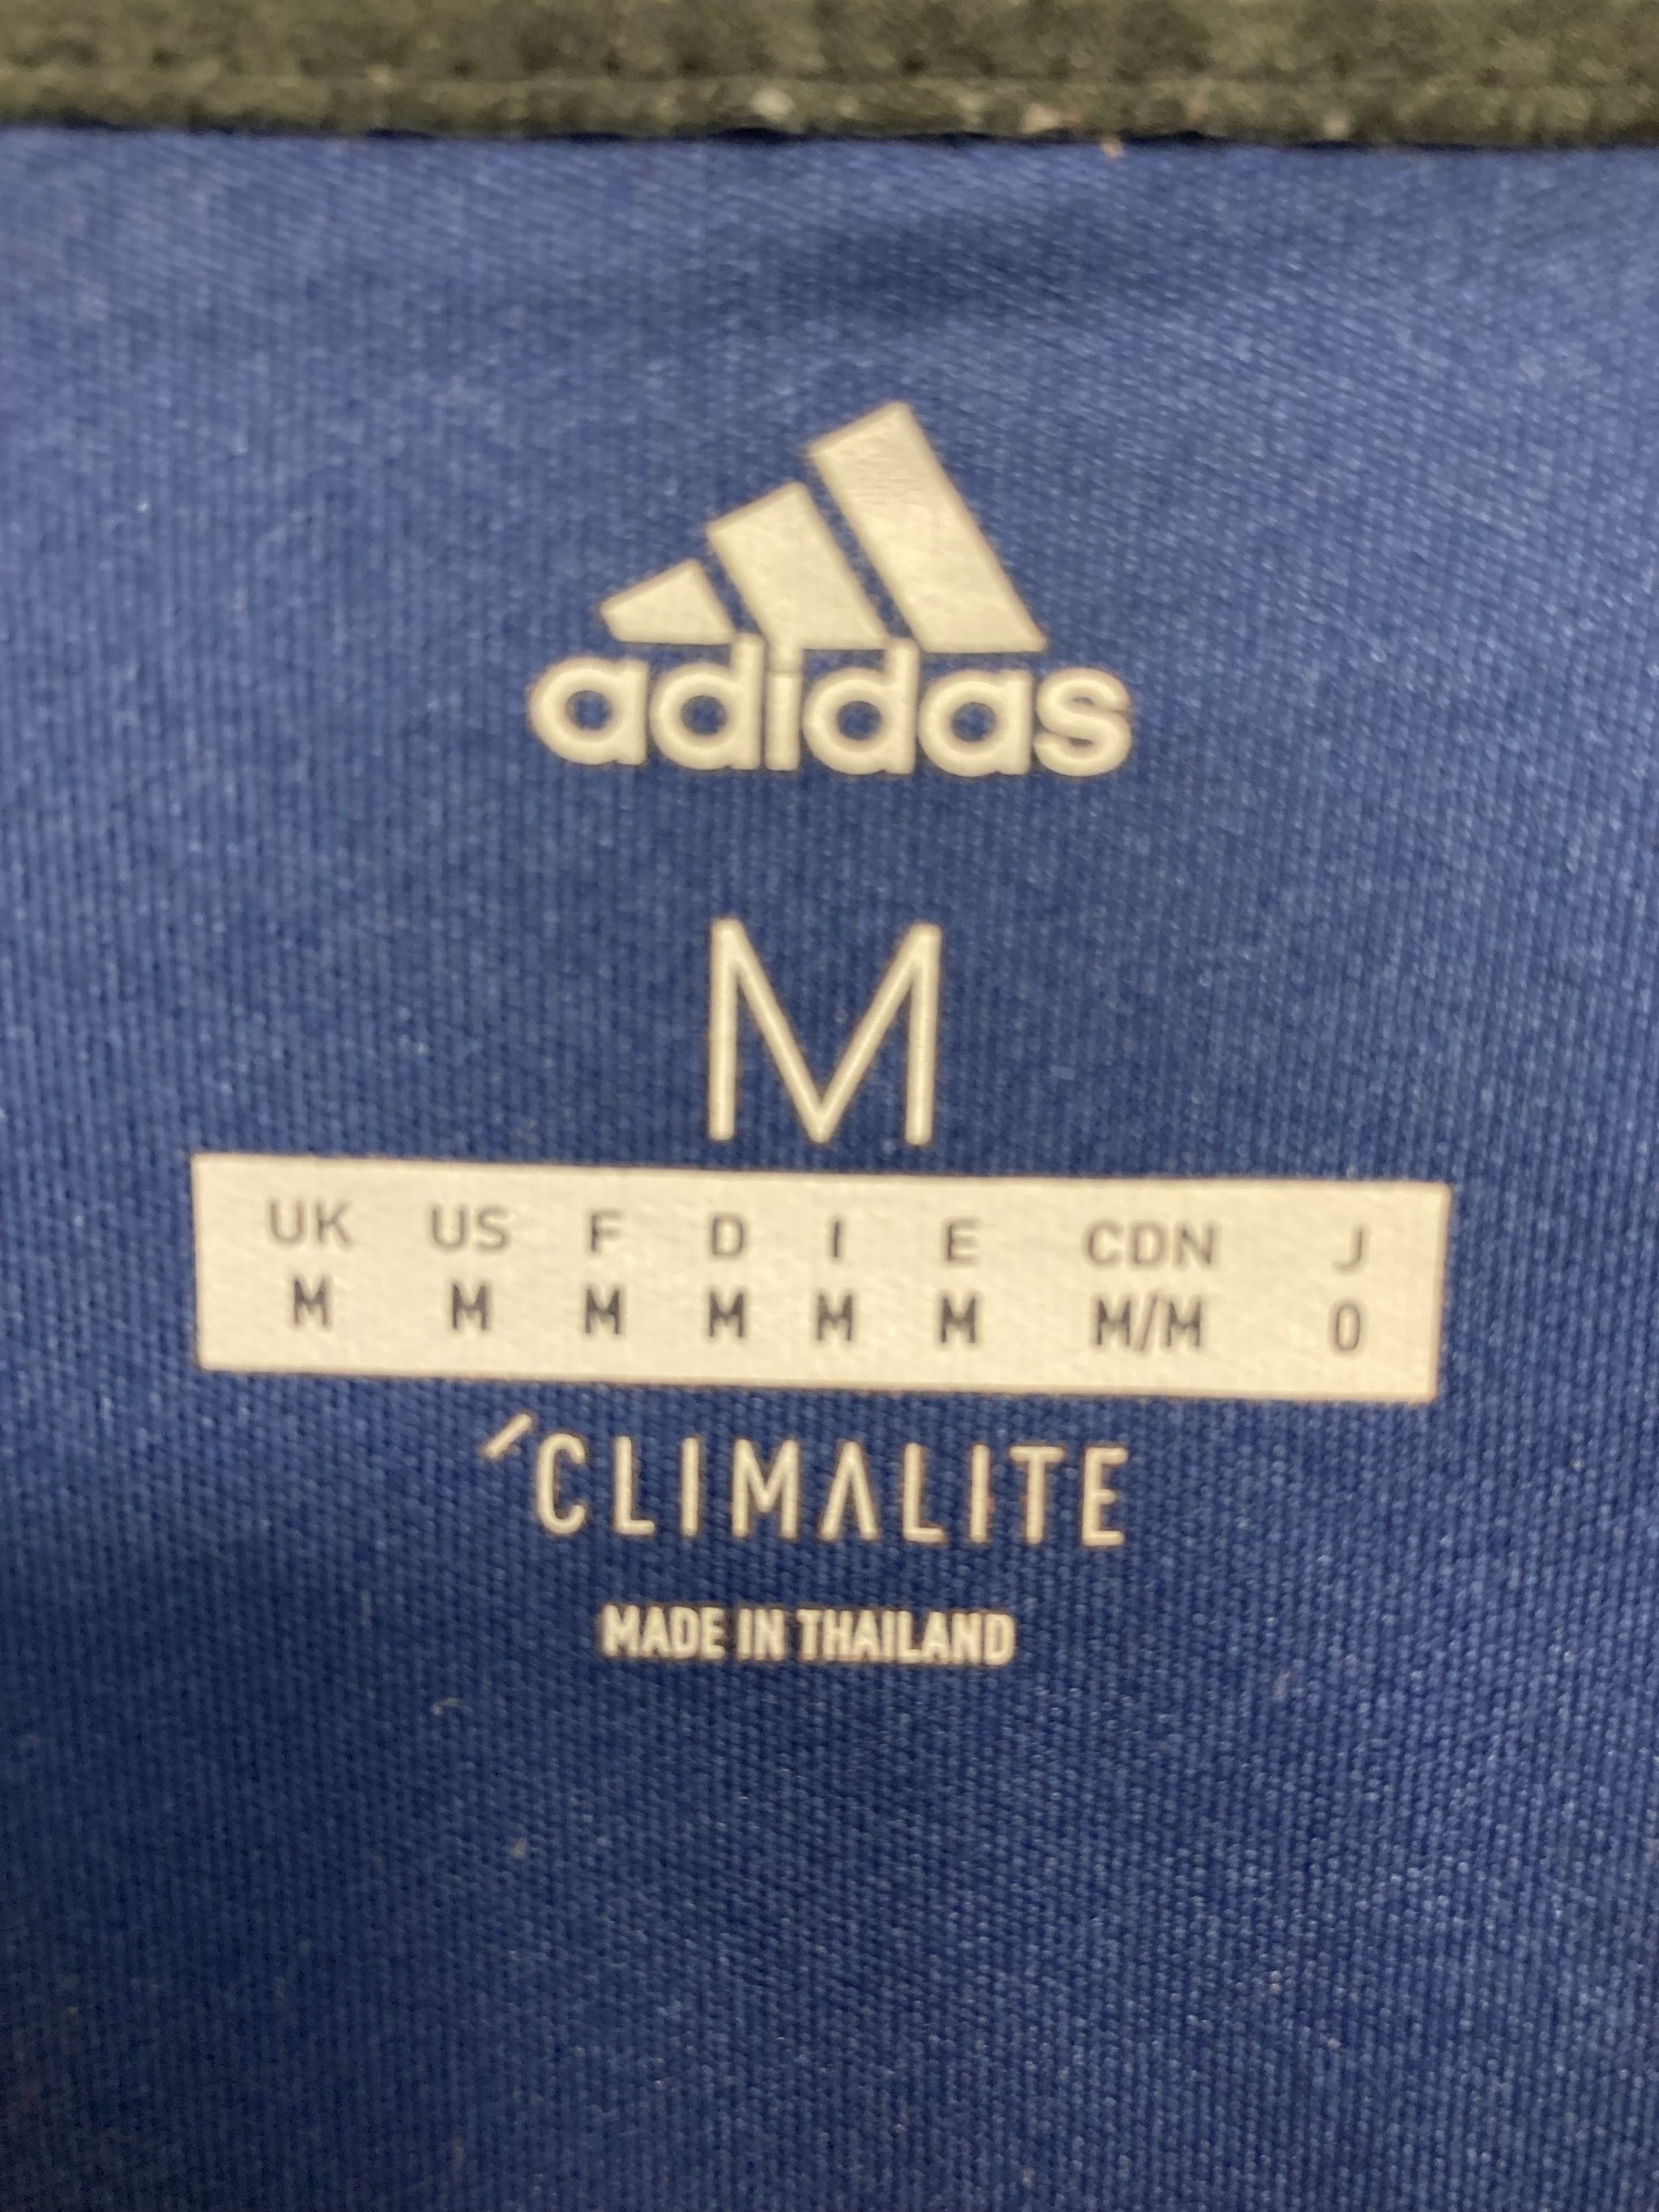 adidas
M
UK US F D I E CDN J
M M M M M M M/M O
´CLIMALITE
MADE IN THAILAND